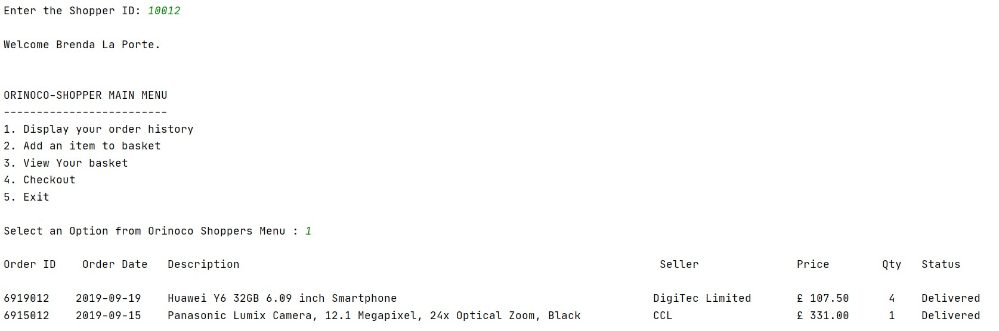 Enter the Shopper ID: 10012
Welcome Brenda La Porte.
ORINOCO-SHOPPER MAIN MENU
-------------------------
1. Display your order history
2. Add an item to basket
3. View Your basket
4. Checkout
5. Exit
Select an Option from Orinoco Shoppers Menu : 1
Order ID    Order Date   Description                                                                Seller               Price        Qty   Status
6919012    2019-09-19    Huawei Y6 32GB 6.09 inch Smartphone                                       DigiTec Limited       £ 107.50      4    Delivered
6915012    2019-09-15    Panasonic Lumix Camera, 12.1 Megapixel, 24x Optical Zoom, Black           CCL                   £ 331.00      1    Delivered